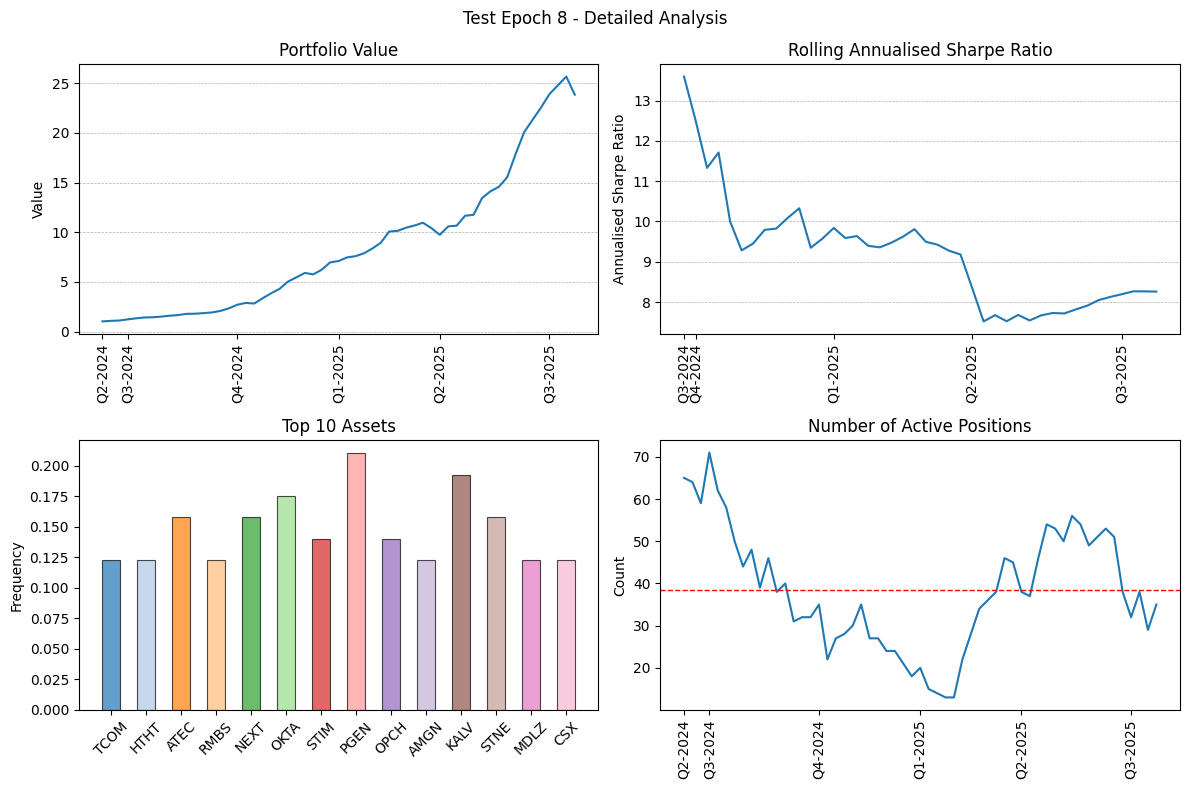 Test Epoch 8 - Detailed Analysis
Portfolio Value
Value
25
20
15
10
5
0
Q2-2024
Q3-2024
Q4-2024
Q1-2025
Q2-2025
Q3-2025
Rolling Annualised Sharpe Ratio
Annualised Sharpe Ratio
13
12
11
10
9
8
Q3-2024
Q4-2024
Q1-2025
Q2-2025
Q3-2025
Top 10 Assets
Frequency
0.200
0.175
0.150
0.125
0.100
0.075
0.050
0.025
0.000
TCOM
HTHT
ATEC
RMBS
NEXT
OKTA
STIM
PGEN
OPCH
AMGN
KALV
STNE
MDLZ
CSX
Number of Active Positions
Count
70
60
50
40
30
20
Q2-2024
Q3-2024
Q4-2024
Q1-2025
Q2-2025
Q3-2025